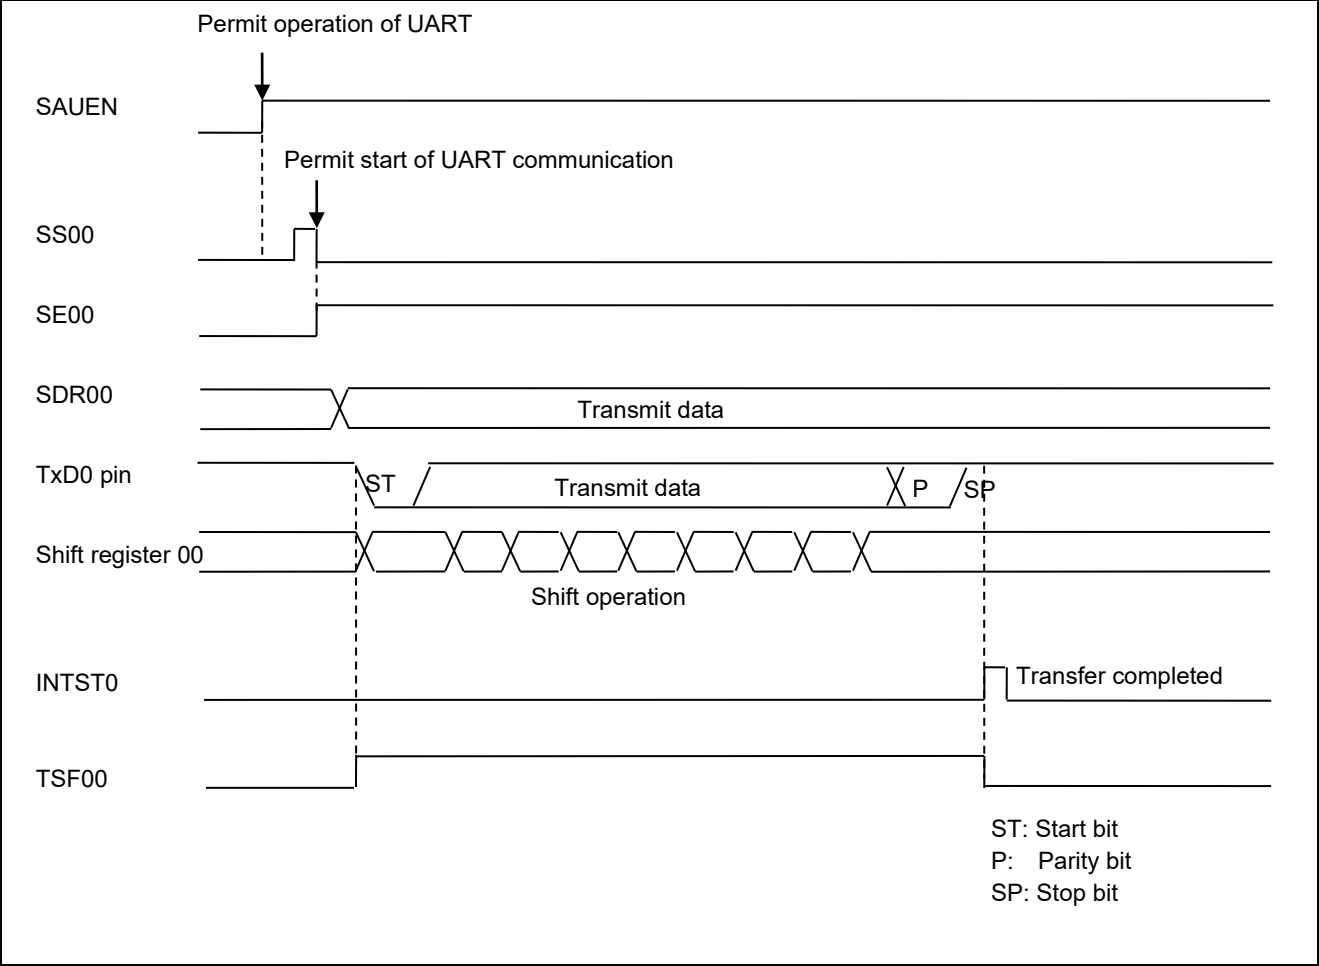 Permit operation of UART
SAUEN
Permit start of UART communication
SS00
SE00
SDR00
Transmit data
TxD0 pin
ST
Transmit data
P
SP
Shift register 00
Shift operation
INTST0
Transfer completed
TSF00
ST: Start bit
P: Parity bit
SP: Stop bit